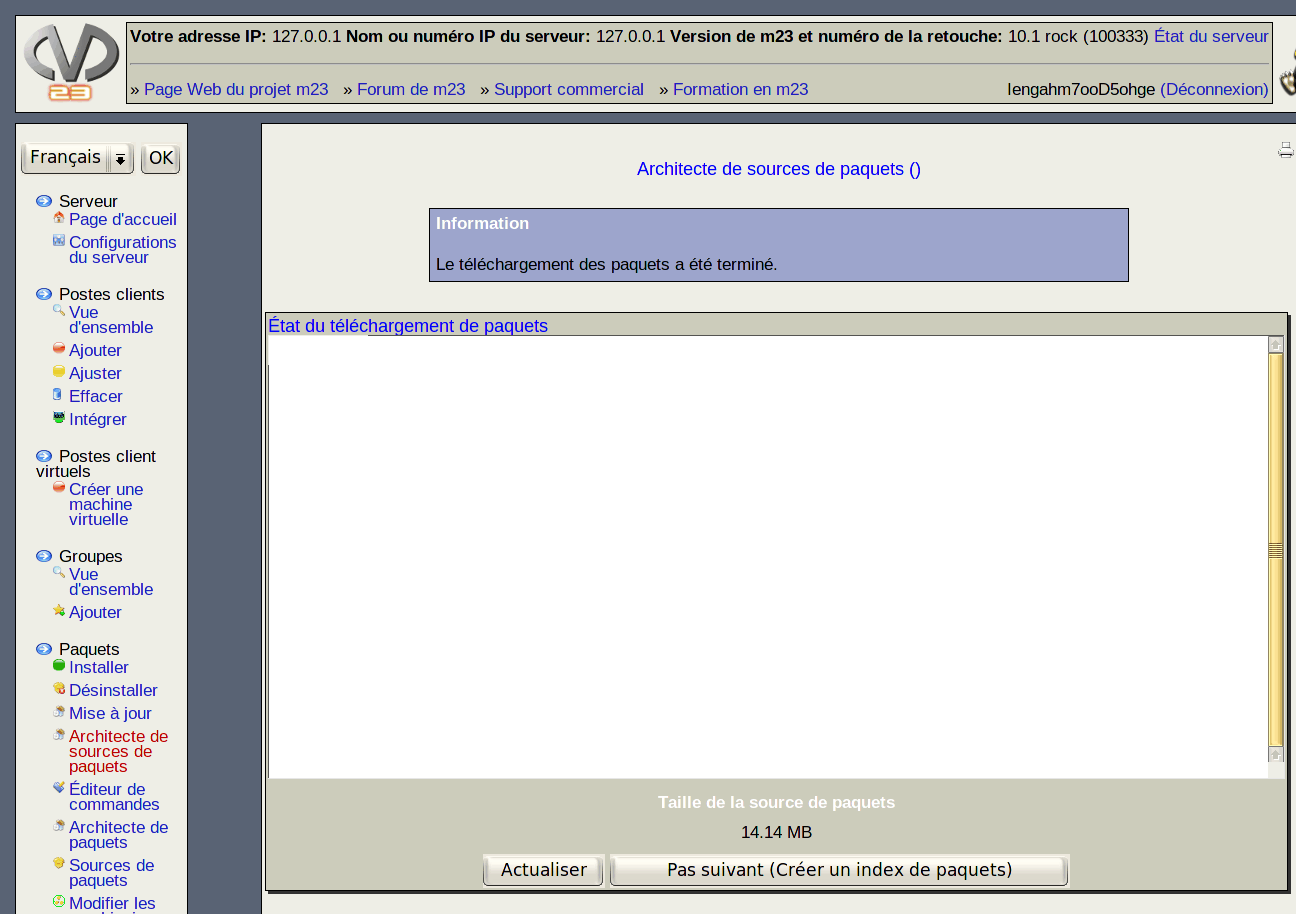 Votre adresse IP: 127.0.0.1 Nom ou numéro IP du serveur: 127.0.0.1 Version de m23 et numéro de la retouche: 10.1 rock (100333) État du serveur
» Page Web du projet m23 » Forum de m23 » Support commercial » Formation en m23 Iengahm7ooD5ohge (Déconnexion)
23
Français OK
Serveur
Page d'accueil
Configurations
du serveur
Postes clients
Vue
d'ensemble
Ajouter
Ajuster
Effacer
Intégrer
Postes client
virtuels
Créer une
machine
virtuelle
Groupes
Vue
d'ensemble
Ajouter
Paquets
Installer
Désinstaller
Mise à jour
Architecte de
sources de
paquets
Éditeur de
commandes
Architecte de
paquets
Sources de
paquets
Modifier les
Architecte de sources de paquets ()
Information
Le téléchargement des paquets a été terminé.
État du téléchargement de paquets
Taille de la source de paquets
14.14 MB
Actualiser Pas suivant (Créer un index de paquets)